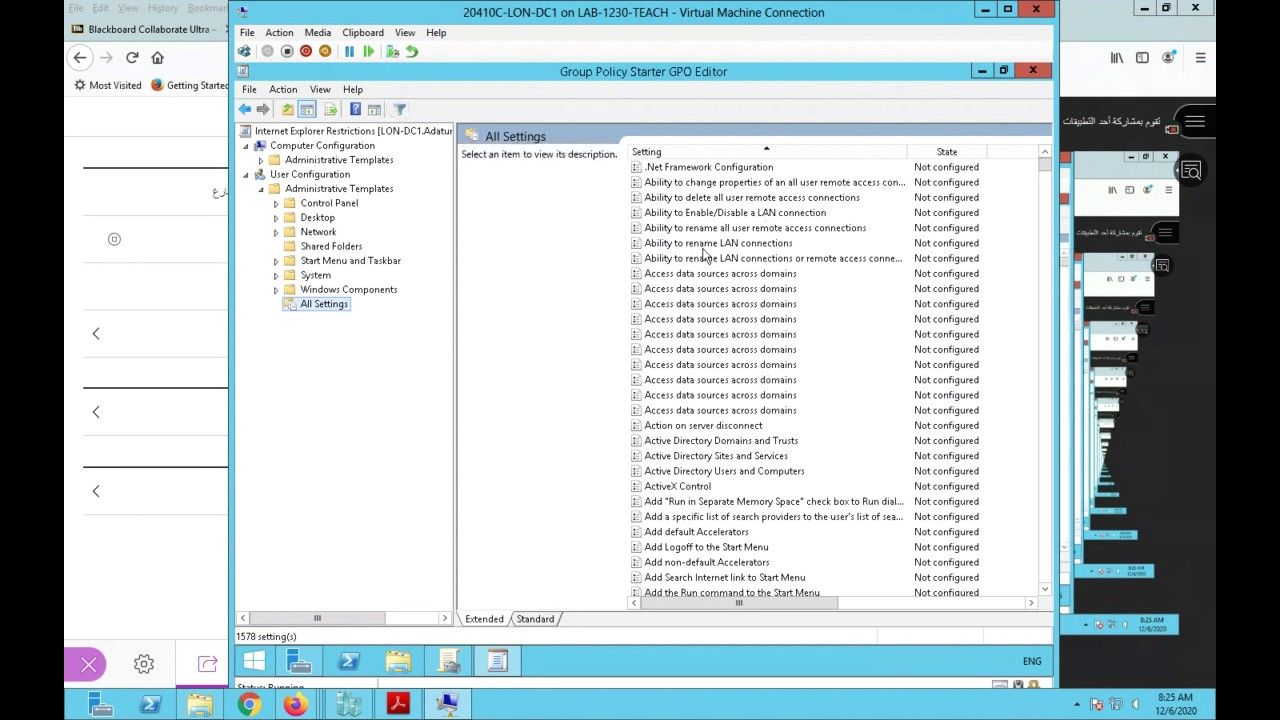 File Edit View History Bookmar
Blackboard Collaborate Ultra –
Most Visited
Getting Started
20410C-LON-DC1 on LAB-1230-TEACH - Virtual Machine Connection
File Action Media Clipboard View Help
Group Policy Starter GPO Editor
File Action View Help
Internet Explorer Restrictions [LON-DC1.Adatur
Computer Configuration
Administrative Templates
User Configuration
Administrative Templates
Control Panel
Desktop
Network
Shared Folders
Start Menu and Taskbar
System
Windows Components
All Settings
All Settings
Select an item to view its description.
Setting State
.Net Framework Configuration Not configured
Ability to change properties of an all user remote access con... Not configured
Ability to delete all user remote access connections Not configured
Ability to Enable/Disable a LAN connection Not configured
Ability to rename all user remote access connections Not configured
Ability to rename LAN connections Not configured
Ability to rename LAN connections or remote access conne... Not configured
Access data sources across domains Not configured
Access data sources across domains Not configured
Access data sources across domains Not configured
Access data sources across domains Not configured
Access data sources across domains Not configured
Access data sources across domains Not configured
Access data sources across domains Not configured
Access data sources across domains Not configured
Access data sources across domains Not configured
Access data sources across domains Not configured
Action on server disconnect Not configured
Active Directory Domains and Trusts Not configured
Active Directory Sites and Services Not configured
Active Directory Users and Computers Not configured
ActiveX Control Not configured
Add "Run in Separate Memory Space" check box to Run dial... Not configured
Add a specific list of search providers to the user's list of sea... Not configured
Add default Accelerators Not configured
Add Logoff to the Start Menu Not configured
Add non-default Accelerators Not configured
Add Search Internet link to Start Menu Not configured
Add the Run command to the Start Menu Not configured
Extended Standard
1578 setting(s)
ENG
Status: Running
تقوم بمشاركة أحد التطبيقات
تقوم بمشاركة أحد التطبيقات
8:25 AM
12/6/2020
8:25 AM
12/6/2020